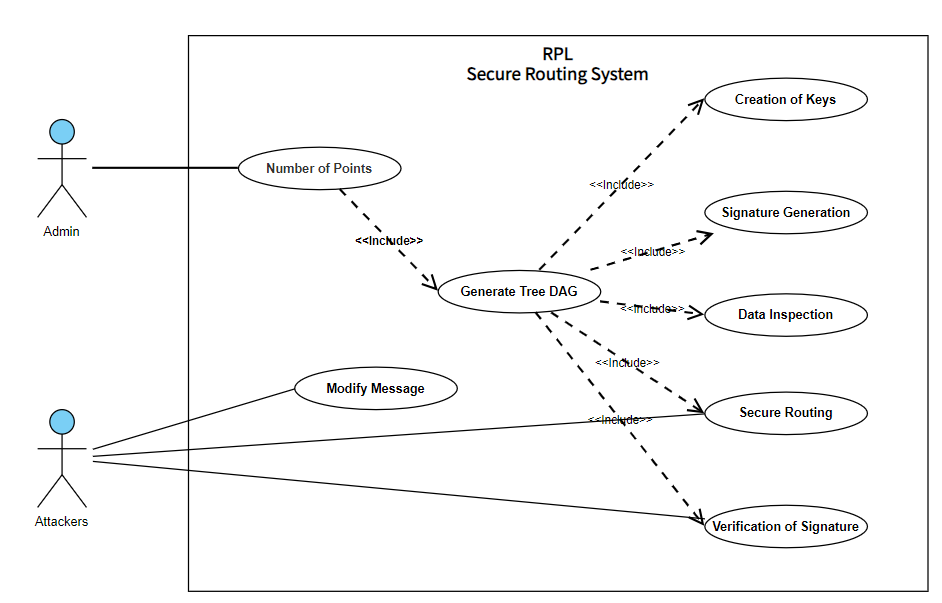 RPL
Secure Routing System
Creation of Keys
Number of Points
<<Include>>
Admin
Signature Generation
<<Include>>
<<Include>>
Generate Tree DAG
<<Include>>
Data Inspection
<<Include>>
Modify Message
Secure Routing
<<Include>>
Attackers
Verification of Signature